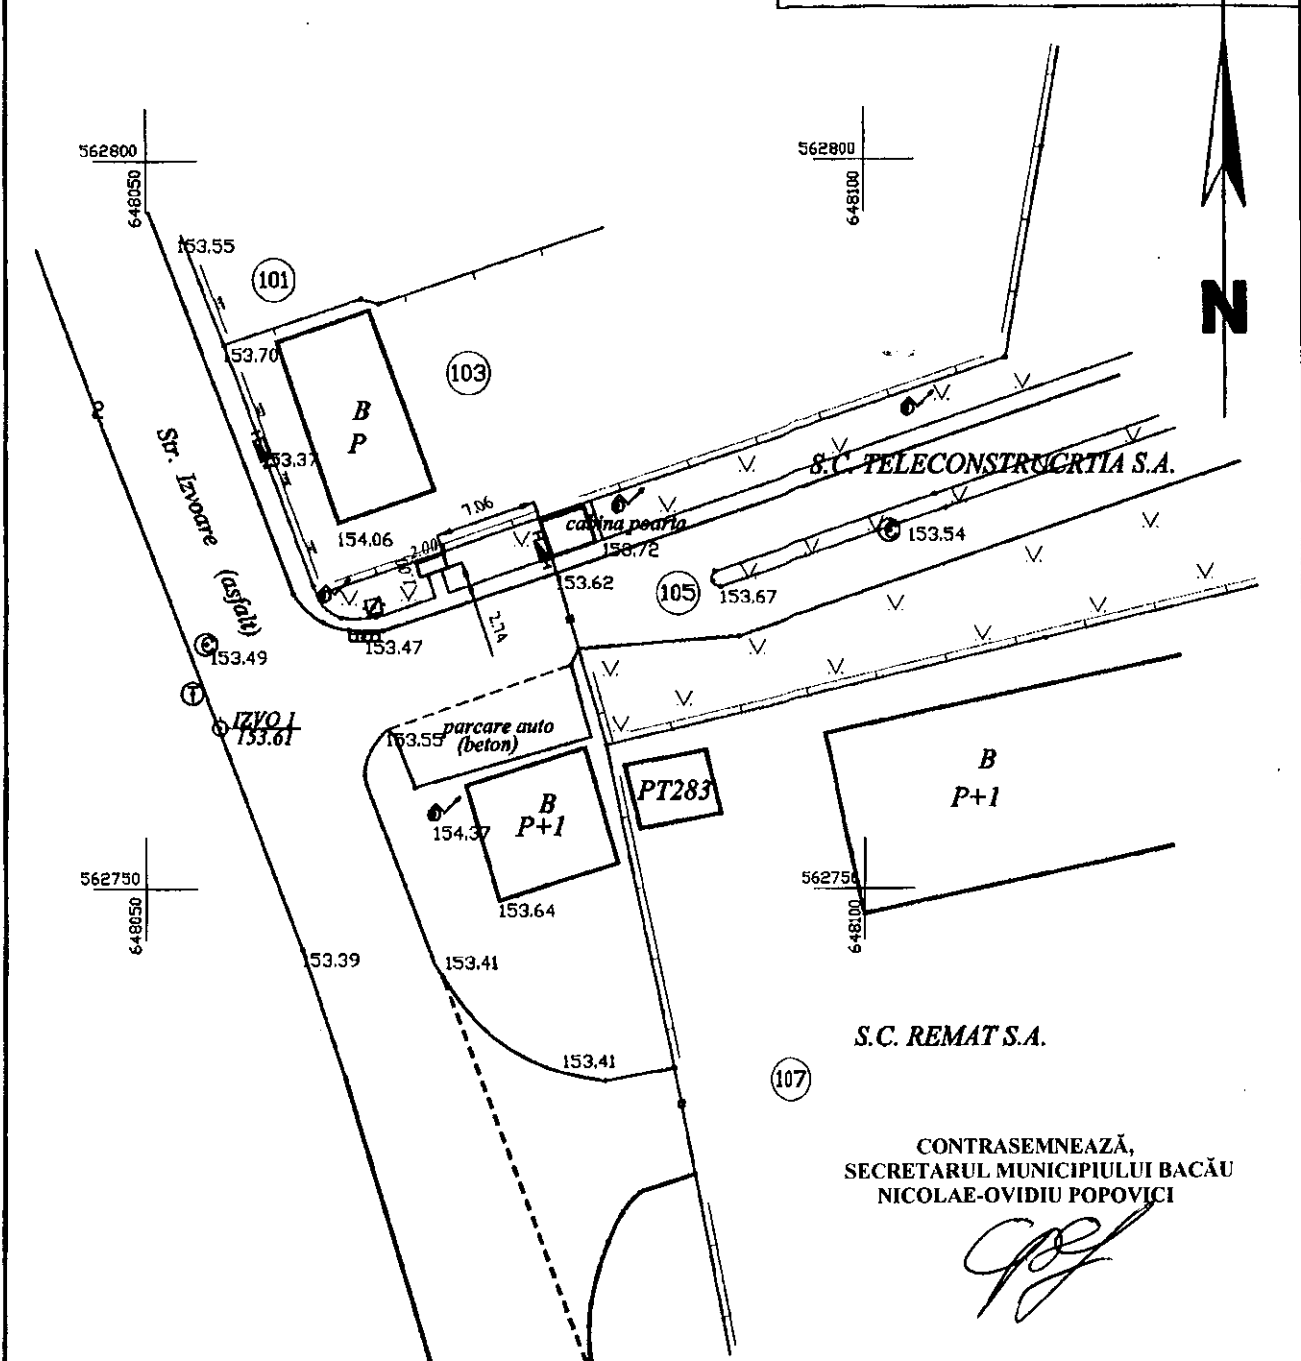 562800
648050
562800
648100
153.55
101
153.70
103
B
P
N
Str. Izvoare (asfalt)
153.37
S.C. TELECONSTRUCRTIA S.A.
7.06
cabina poarta
154.06
2.00
1.00
153.72
153.54
153.62
105
153.67
2.74
153.47
153.49
IZVO 1
153.61
parcare auto
(beton)
153.55
PT283
B
P+1
B
P+1
154.37
562750
648050
562750
648100
153.64
153.39
153.41
S.C. REMAT S.A.
153.41
107
CONTRASEMNEAZĂ,
SECRETARUL MUNICIPIULUI BACĂU
NICOLAE-OVIDIU POPOVICI